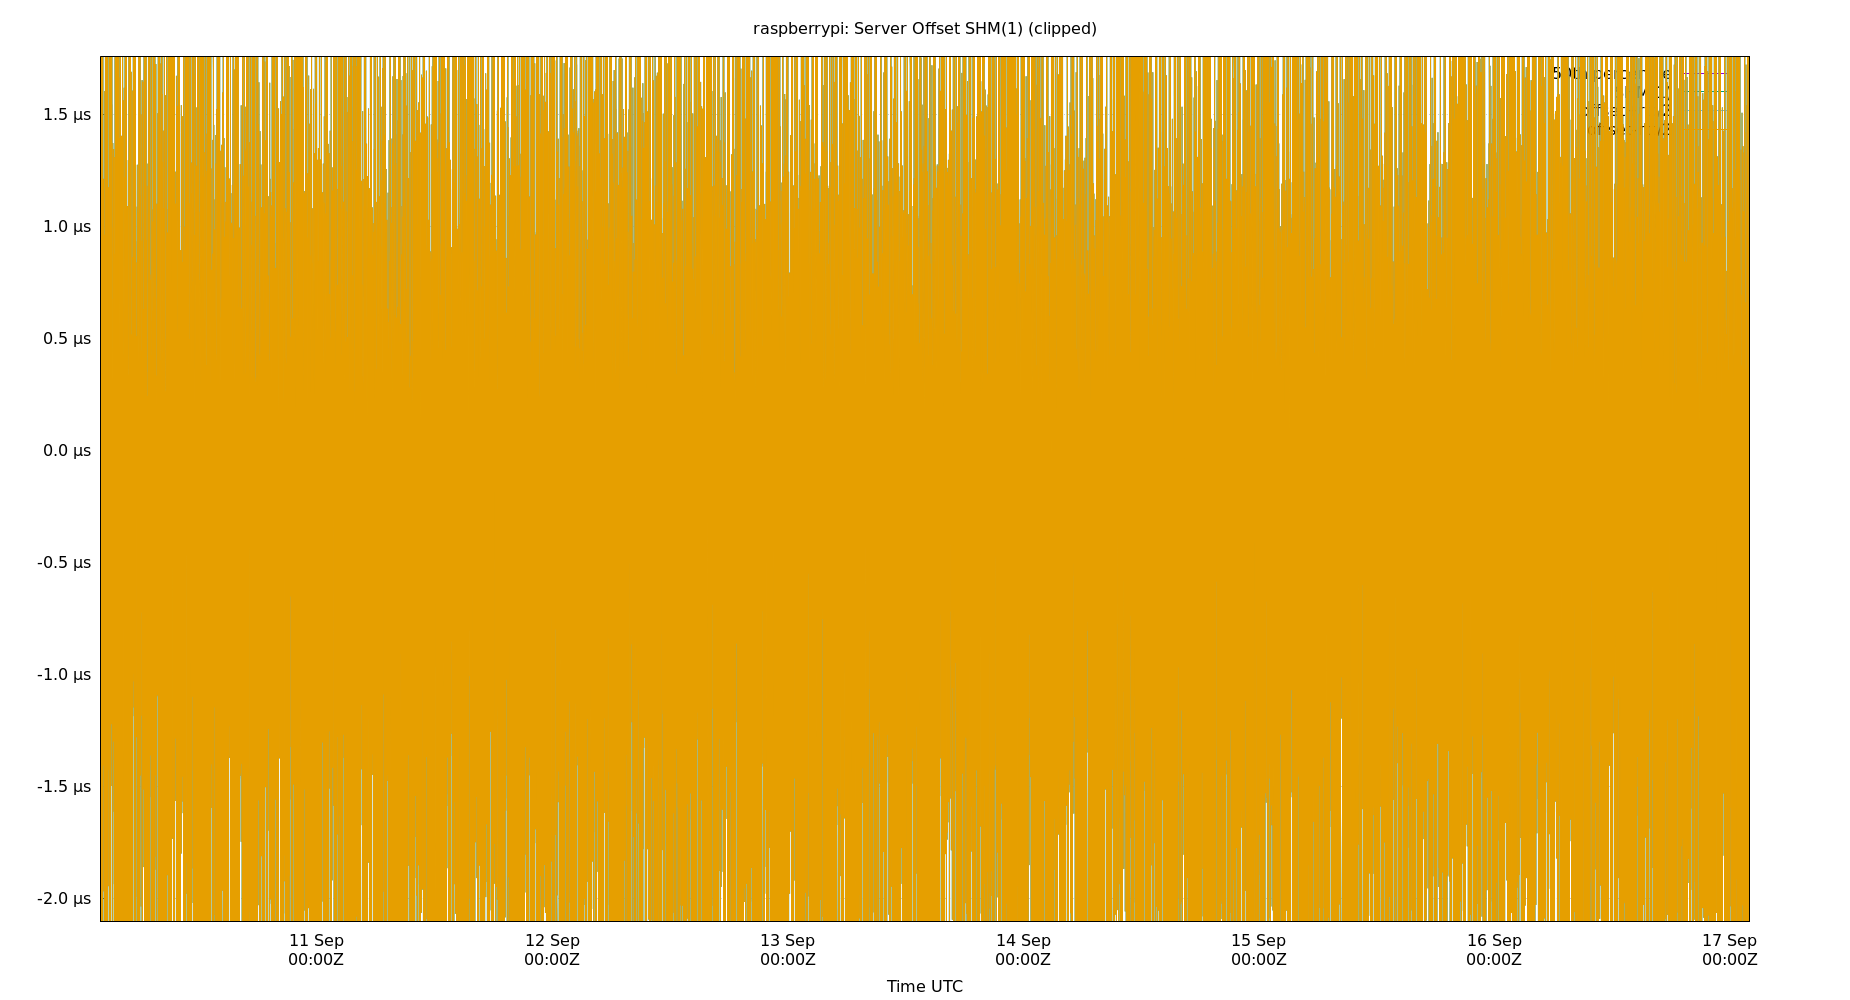 raspberrypi: Server Offset SHM(1) (clipped)
1.5 µs
1.0 µs
0.5 µs
0.0 µs
-0.5 µs
-1.0 µs
-1.5 µs
-2.0 µs
11 Sep 12 Sep 13 Sep 14 Sep 15 Sep 16 Sep 17 Sep
00:00Z 00:00Z 00:00Z 00:00Z 00:00Z 00:00Z 00:00Z
Time UTC